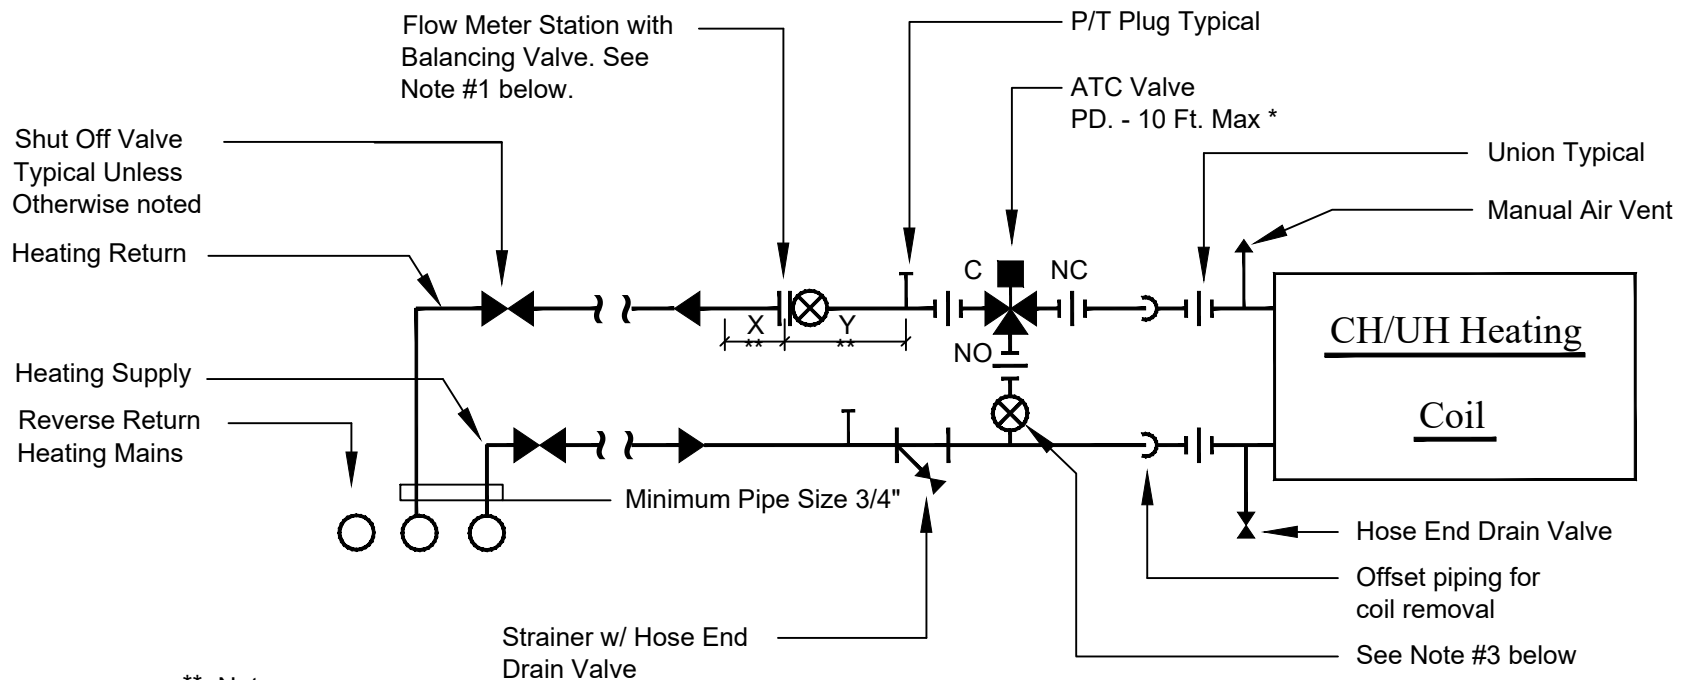 Flow Meter Station with
Balancing Valve. See
Note #1 below.
P/T Plug Typical
ATC Valve
PD. - 10 Ft. Max *
Shut Off Valve
Typical Unless
Otherwise noted
Union Typical
Manual Air Vent
Heating Return
C
NC
X
**
Y
**
NO
CH/UH Heating
Coil
Heating Supply
Reverse Return
Heating Mains
Minimum Pipe Size 3/4"
Hose End Drain Valve
Offset piping for
coil removal
Strainer w/ Hose End
Drain Valve
See Note #3 below